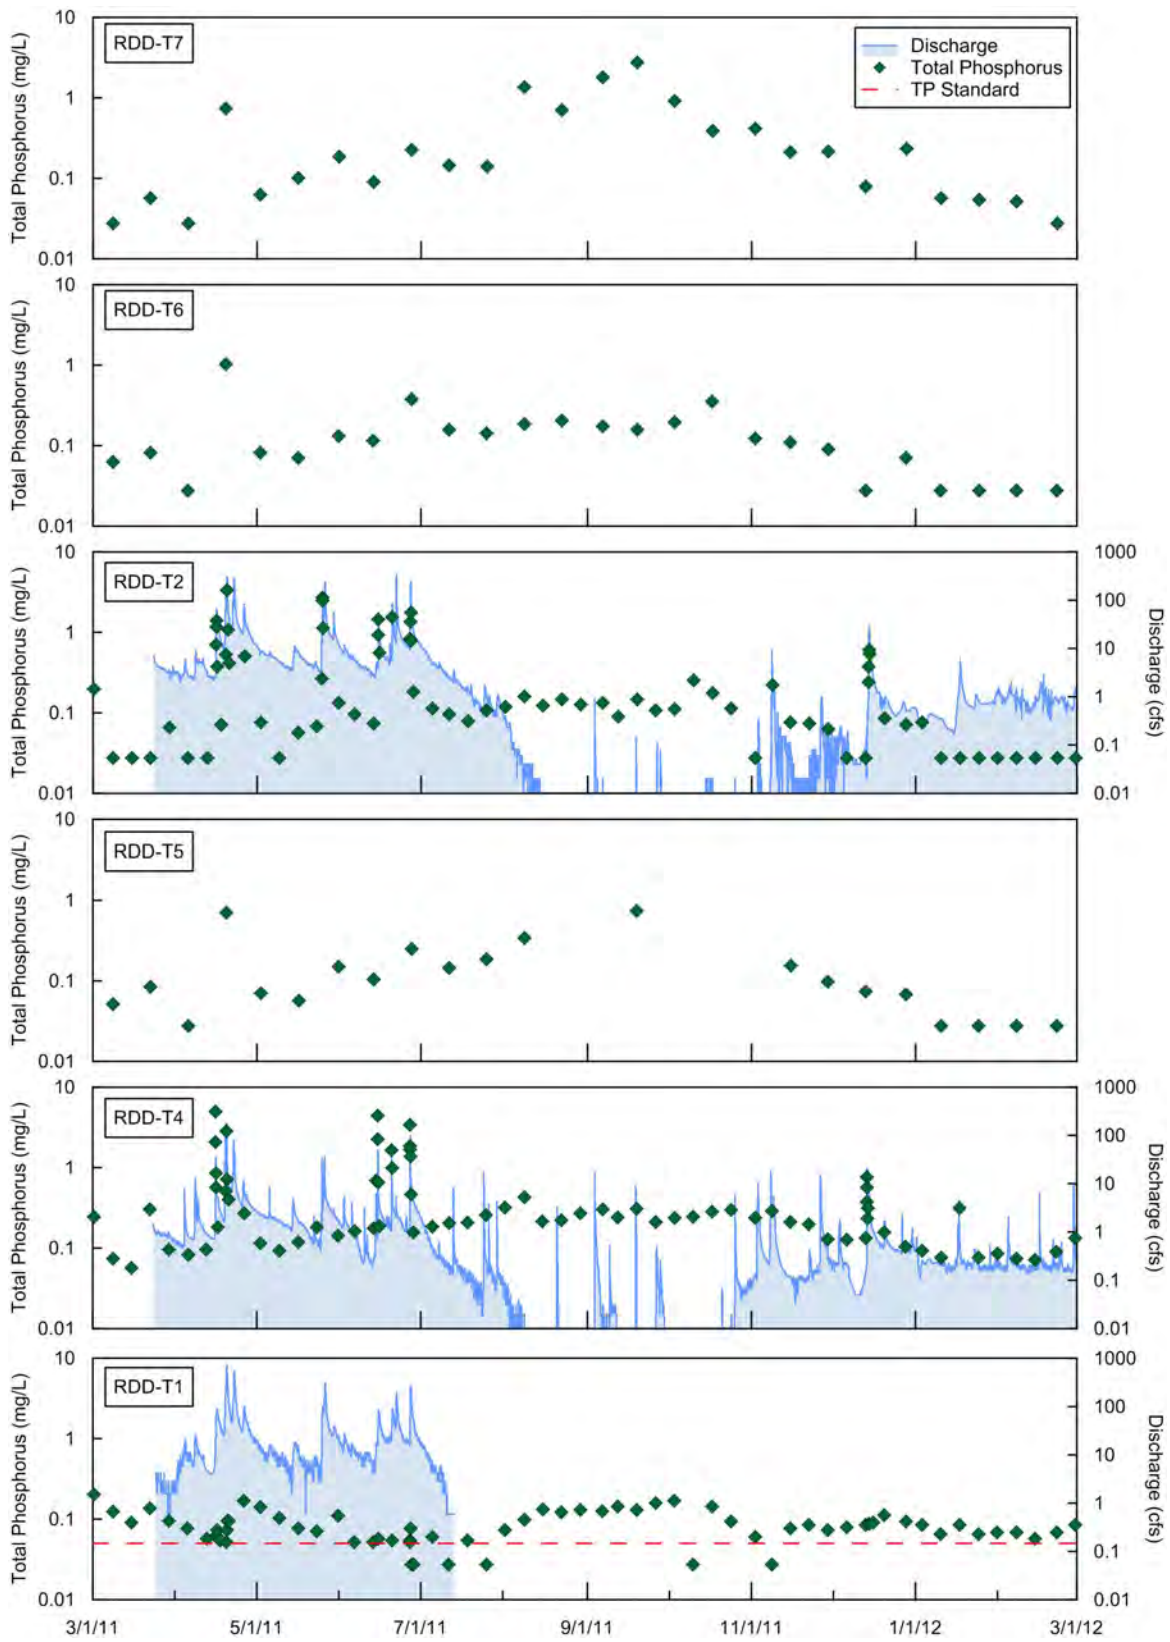 RDD-T7
Discharge
Total Phosphorus
TP Standard
Total Phosphorus (mg/L)
10
1
0.1
0.01
RDD-T6
Total Phosphorus (mg/L)
10
1
0.1
0.01
RDD-T2
Total Phosphorus (mg/L)
10
1
0.1
0.01
Discharge (cfs)
1000
100
10
1
0.1
0.01
RDD-T5
Total Phosphorus (mg/L)
10
1
0.1
0.01
RDD-T4
Total Phosphorus (mg/L)
10
1
0.1
0.01
Discharge (cfs)
1000
100
10
1
0.1
0.01
RDD-T1
Total Phosphorus (mg/L)
10
1
0.1
0.01
Discharge (cfs)
1000
100
10
1
0.1
0.01
3/1/11 5/1/11 7/1/11 9/1/11 11/1/11 1/1/12 3/1/12